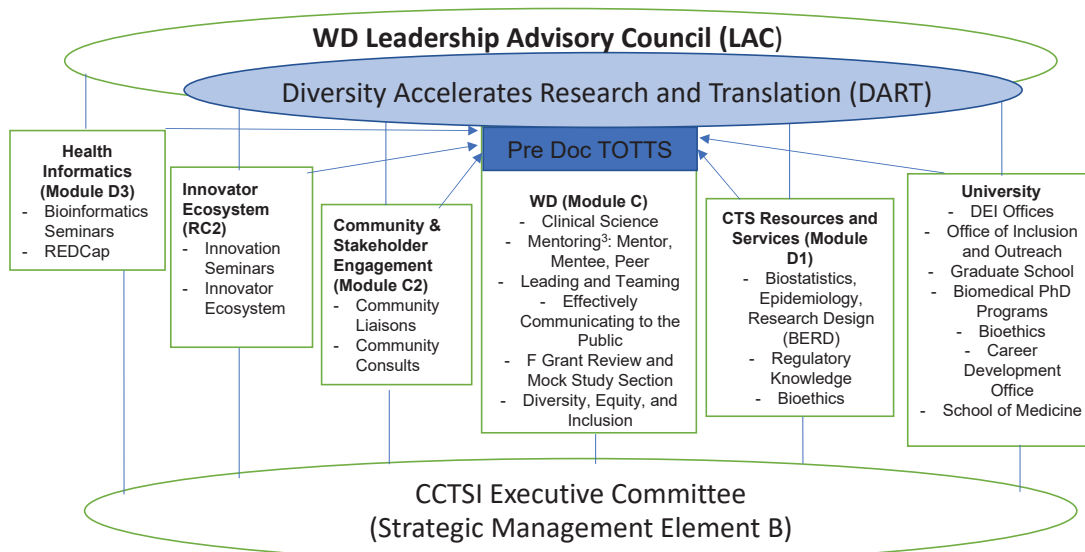 WD Leadership Advisory Council (LAC)
Diversity Accelerates Research and Translation (DART)
Pre Doc TOTTS
Health
Informatics
(Module D3)
- Bioinformatics
Seminars
- REDCap
Innovator
Ecosystem
(RC2)
- Innovation
Seminars
- Innovator
Ecosystem
Community &
Stakeholder
Engagement
(Module C2)
- Community
Liaisons
- Community
Consults
WD (Module C)
- Clinical Science
- Mentoring³: Mentor,
Mentee, Peer
- Leading and Teaming
- Effectively
Communicating to the
Public
- F Grant Review and
Mock Study Section
- Diversity, Equity, and
Inclusion
CTS Resources and
Services (Module
D1)
- Biostatistics,
Epidemiology,
Research Design
(BERD)
- Regulatory
Knowledge
- Bioethics
University
- DEI Offices
- Office of Inclusion
and Outreach
- Graduate School
- Biomedical PhD
Programs
- Bioethics
- Career
Development
Office
- School of Medicine
CCTSI Executive Committee
(Strategic Management Element B)